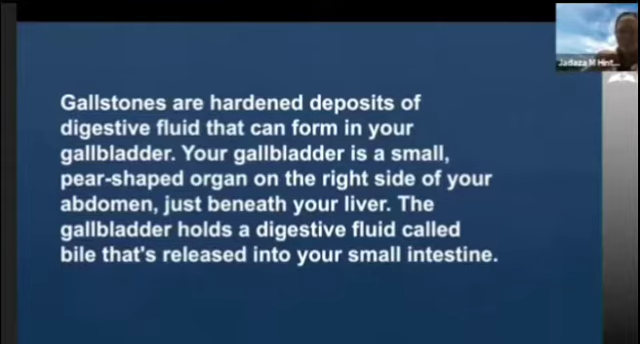 Jadaza M Hint...
Gallstones are hardened deposits of
digestive fluid that can form in your
gallbladder. Your gallbladder is a small,
pear-shaped organ on the right side of your
abdomen, just beneath your liver. The
gallbladder holds a digestive fluid called
bile that's released into your small intestine.